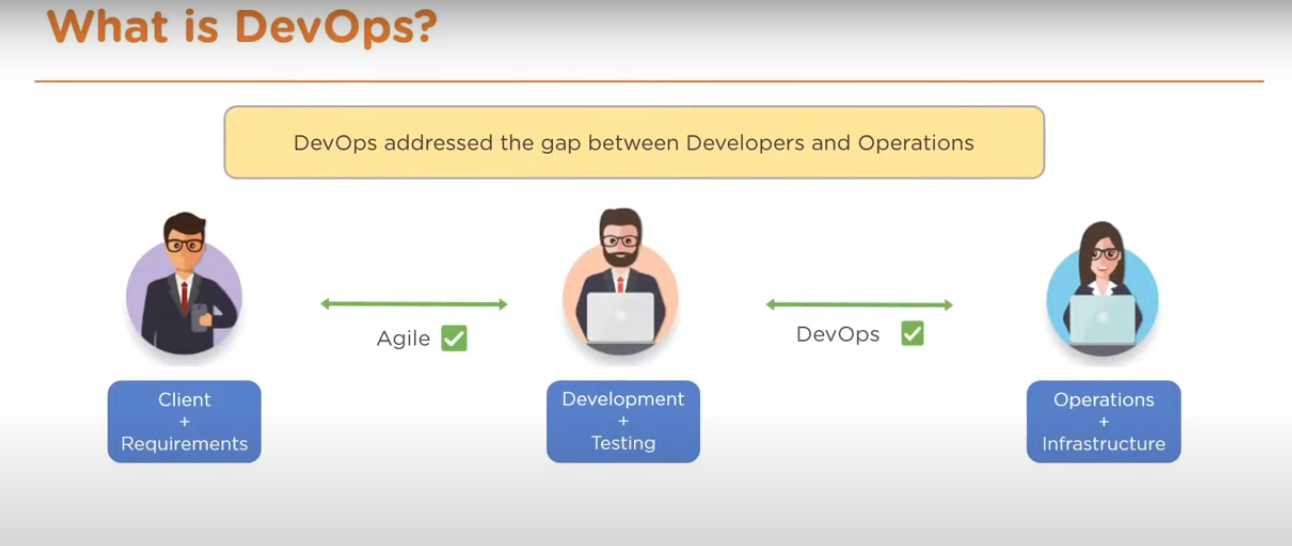 What is DevOps?
DevOps addressed the gap between Developers and Operations
Agile
DevOps
Client
+
Requirements
Development
+
Testing
Operations
+
Infrastructure